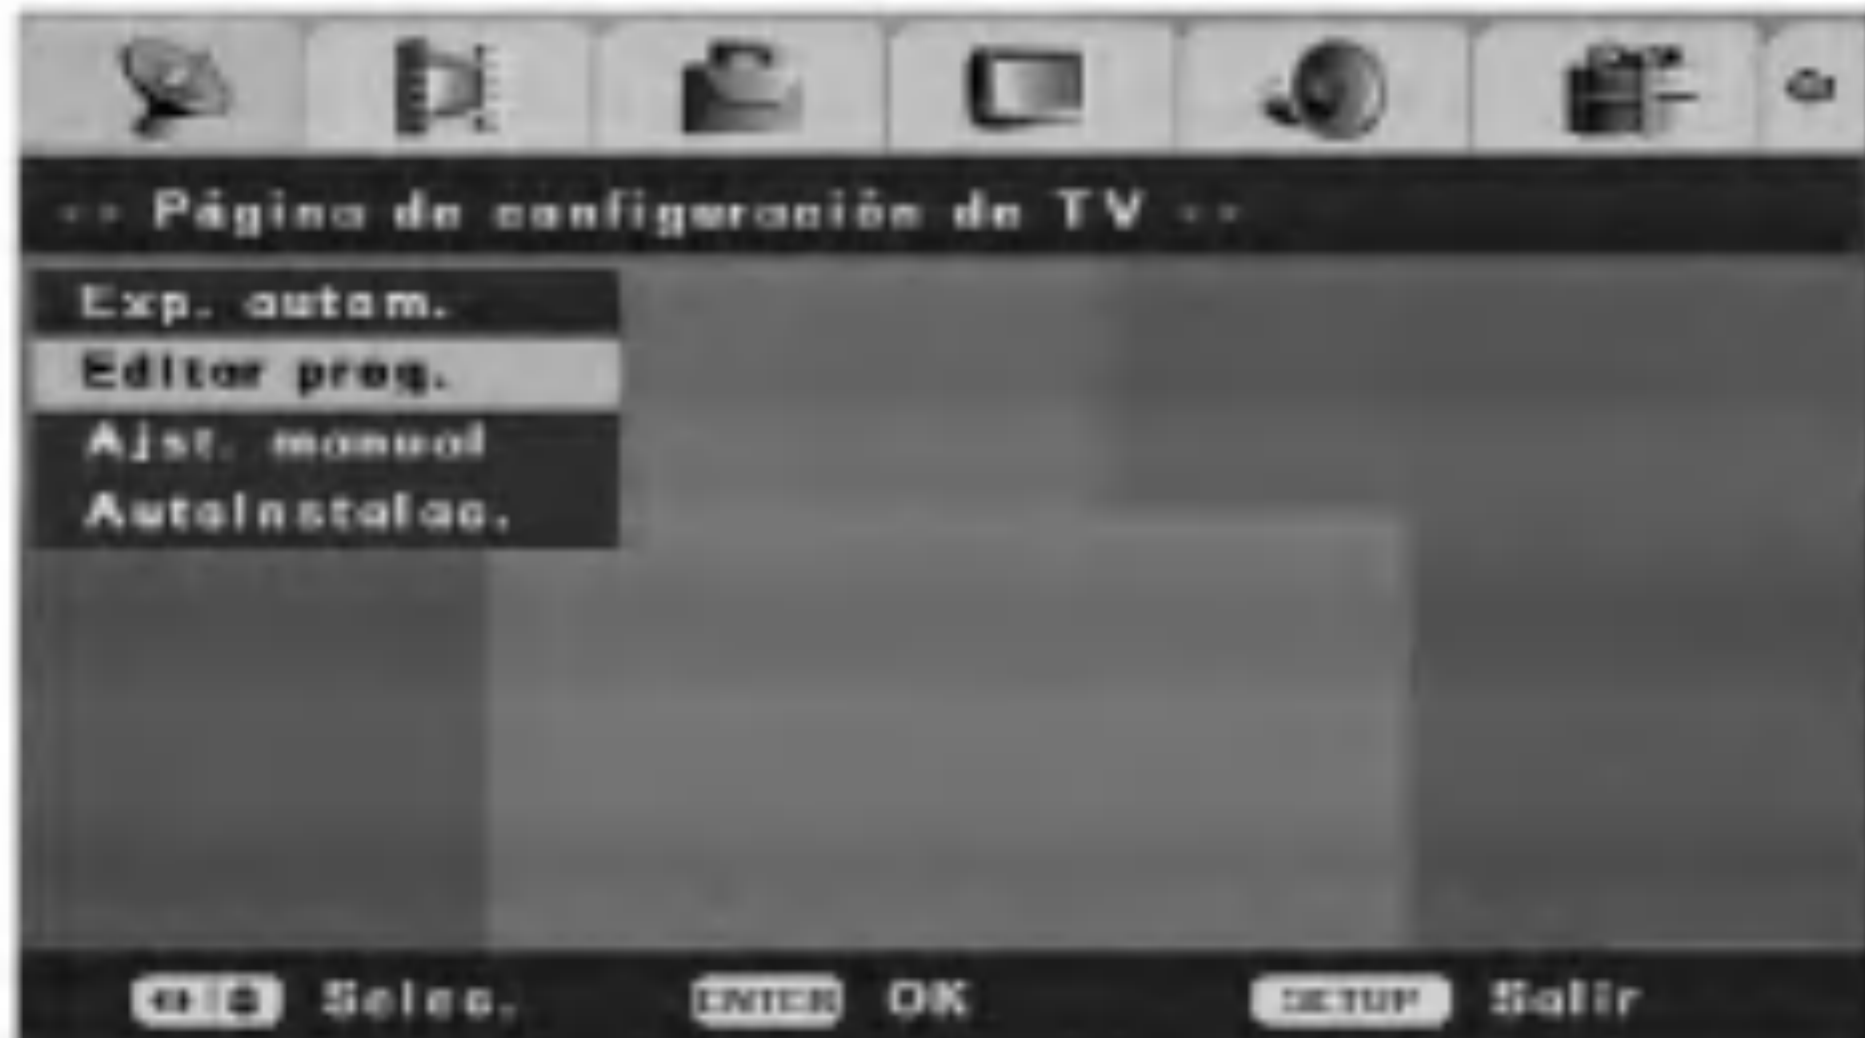 -- Página de configuración de TV --
Exp. autom.
Editor prog.
Ajst. manual
AutoInstalac.
Selec. ENTER OK SETUP Salir